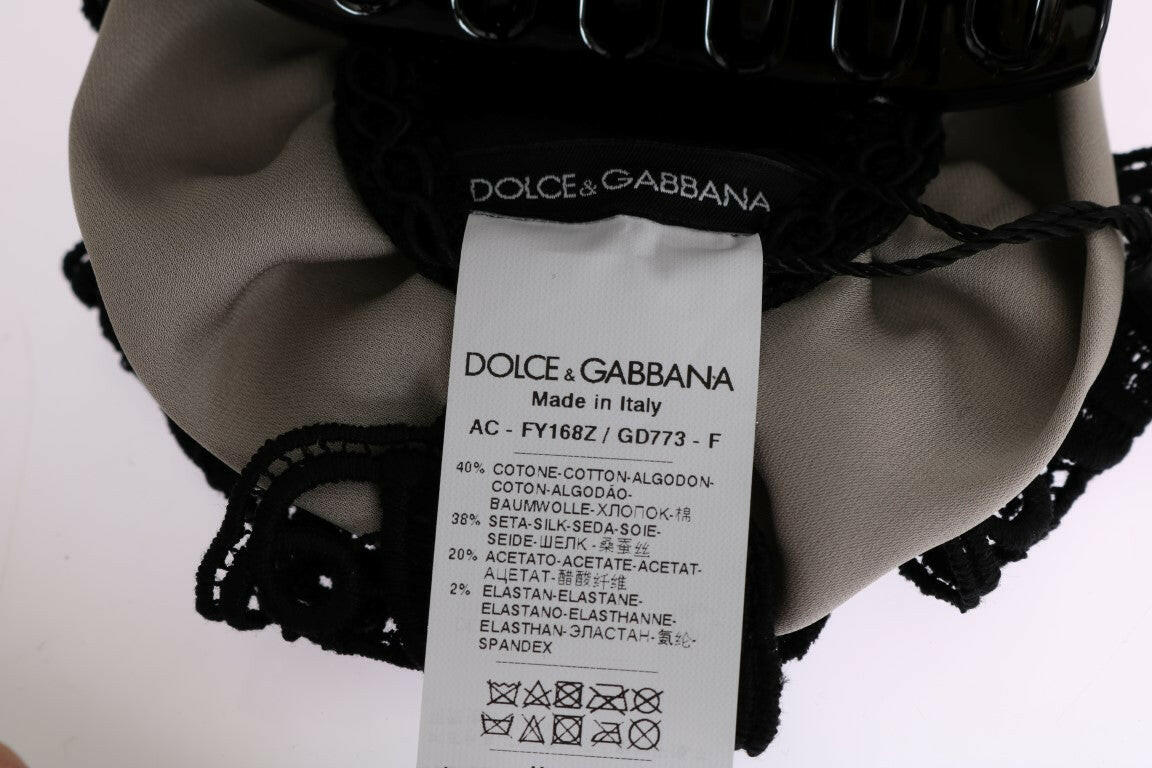 DOLCE & GABBANA
DOLCE & GABBANA
Made in Italy
AC - FY168Z / GD773 - F
40% COTONE-COTTON-ALGODON-
COTON-ALGODÃO-
BAUMWOLLE-ХЛОПОК-棉
38% SETA-SILK-SEDA-SOIE-
SEIDE-ШЕЛК-桑蚕丝
20% ACETATO-ACETATE-ACETAT-
АЦЕТАТ-醋酸纤维
2% ELASTAN-ELASTANE-
ELASTANO-ELASTHANNE-
ELASTHAN-ЭЛАСТАН-氨纶-
SPANDEX